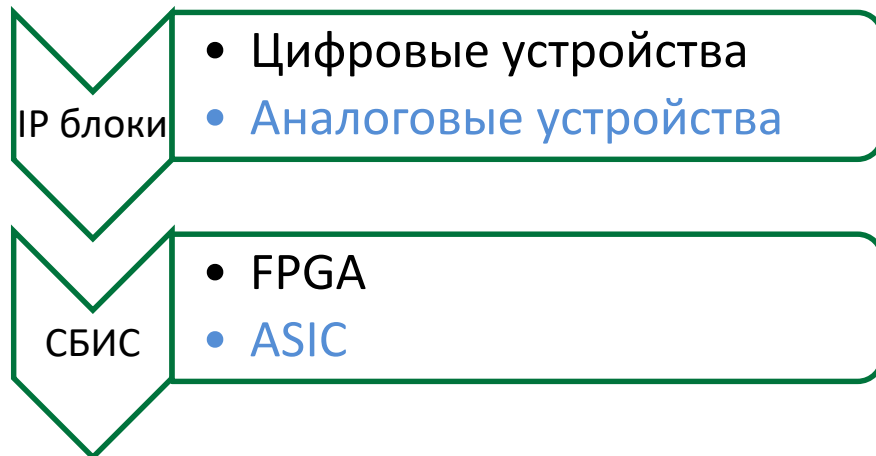 IP блоки
• Цифровые устройства
• Аналоговые устройства
СБИС
• FPGA
• ASIC